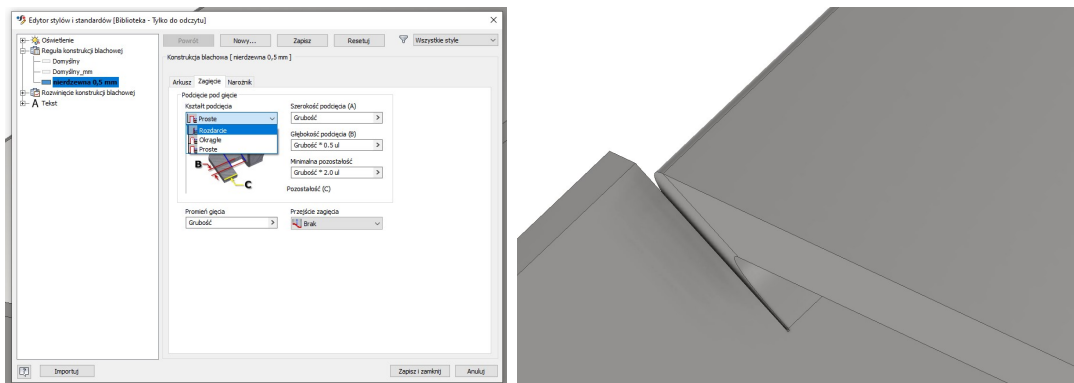 Edytor stylów i standardów [Biblioteka - Tylko do odczytu]
Oświetlenie
Reguła konstrukcji blachowej
Domyślny
Domyślny_mm
nierdzewna 0,5 mm
Rozwinięcie konstrukcji blachowej
A Tekst
Powrót
Nowy...
Zapisz
Resetuj
Wszystkie style
Konstrukcja blachowa [ nierdzewna 0,5 mm ]
Arkusz
Zagięcie
Narożnik
Podcięcie pod gięcie
Kształt podcięcia
Proste
Rozdarcie
Okrągłe
Proste
B
C
Szerokość podcięcia (A)
Grubość
Głębokość podcięcia (B)
Grubość * 0.5 ul
Minimalna pozostałość
Grubość * 2.0 ul
Pozostałość (C)
Promień gięcia
Grubość
Przejście zagięcia
Brak
Importuj
Zapisz i zamknij
Anuluj